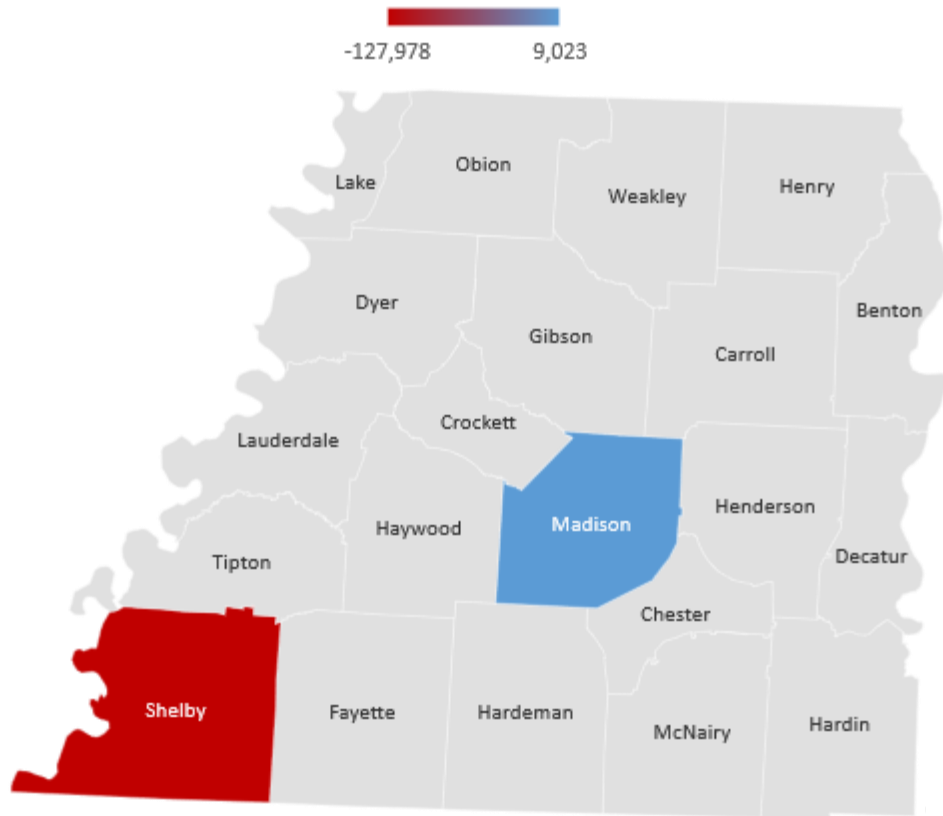 -127,978 9,023
Obion
Lake
Weakley
Henry
Dyer
Benton
Gibson
Carroll
Crockett
Lauderdale
Haywood
Madison
Henderson
Tipton
Decatur
Chester
Shelby
Fayette
Hardeman
McNairy
Hardin